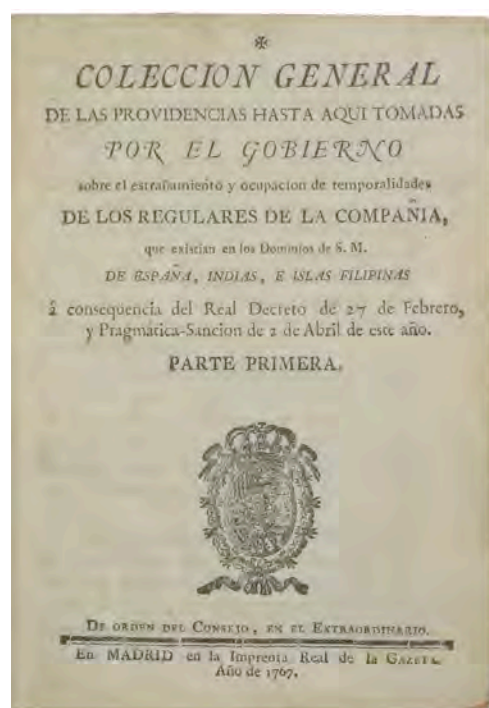 COLECCION GENERAL
DE LAS PROVIDENCIAS HASTA AQUI TOMADAS
POR EL GOBIERNO
sobre el estrañamiento y ocupacion de temporalidades
DE LOS REGULARES DE LA COMPAÑIA,
que existian en los Dominios de S. M.
DE ESPAÑA, INDIAS, E ISLAS FILIPINAS
á consequencia del Real Decreto de 27 de Febrero,
y Pragmática-Sancion de 2 de Abril de este año.
PARTE PRIMERA.
DE ORDEN DEL CONSEJO, EN EL EXTRAORDINARIO.
En MADRID en la Imprenta Real de la GAZETA.
Año de 1767.